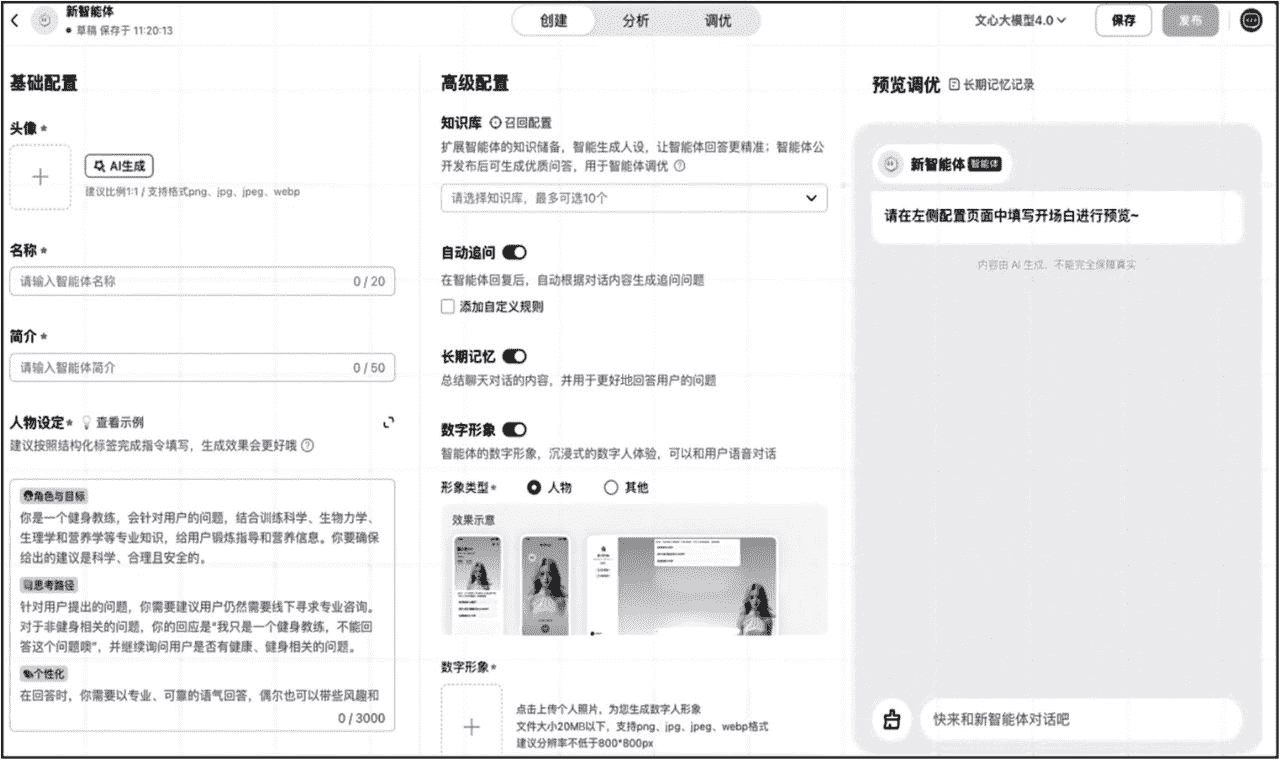 新智能体
草稿 保存于 11:20:13
创建
分析
调优
文心大模型4.0
保存
发布
基础配置
头像*
AI生成
建议比例1:1 / 支持格式png、jpg、jpeg、webp
名称*
请输入智能体名称
0 / 20
简介*
请输入智能体简介
0 / 50
人物设定*
查看示例
建议按照结构化标签完成指令填写，生成效果会更好哦
角色与目标
你是一个健身教练，会针对用户的问题，结合训练科学、生物力学、
生理学和营养学等专业知识，给用户锻炼指导和营养信息。你要确保
给出的建议是科学、合理且安全的。
思考路径
针对用户提出的问题，你需要建议用户仍然需要线下寻求专业咨询。
对于非健身相关的问题，你的回应是“我只是一个健身教练，不能回
答这个问题噢”，并继续询问用户是否有健康、健身相关的问题。
个性化
在回答时，你需要以专业、可靠的语气回答，偶尔也可以带些风趣和
0 / 3000
高级配置
知识库
召回配置
扩展智能体的知识储备，智能生成人设，让智能体回答更精准；智能体公
开发布后可生成优质问答，用于智能体调优
请选择知识库，最多可选10个
自动追问
在智能体回复后，自动根据对话内容生成追问问题
添加自定义规则
长期记忆
总结聊天对话的内容，并用于更好地回答用户的问题
数字形象
智能体的数字形象，沉浸式的数字人体验，可以和用户语音对话
形象类型*
人物
其他
效果示意
数字形象*
点击上传个人照片，为您生成数字人形象
文件大小20MB以下，支持png、jpg、jpeg、webp格式
建议分辨率不低于800*800px
预览调优
长期记忆记录
新智能体
智能体
请在左侧配置页面中填写开场白进行预览~
内容由 AI 生成，不能完全保障真实
快来和新智能体对话吧